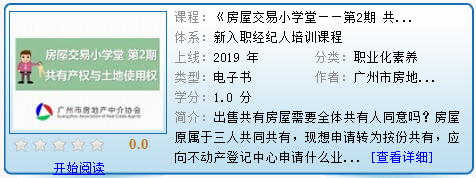 房屋交易小学堂 第2期
共有产权与土地使用权
广州市房地产中介协会
Guangzhou Association of Real Estate Agents
0.0
开始阅读
课程：《房屋交易小学堂－－第2期 共...
体系：新入职经纪人培训课程
上线：2019 年 分类：职业化素养
类型：电子书 作者：广州市房地...
学分：1.0 分
简介：出售共有房屋需要全体共有人同意吗？房屋
原属于三人共同共有，现想申请转为按份共有，应
向不动产登记中心申请什么业... [查看详细]